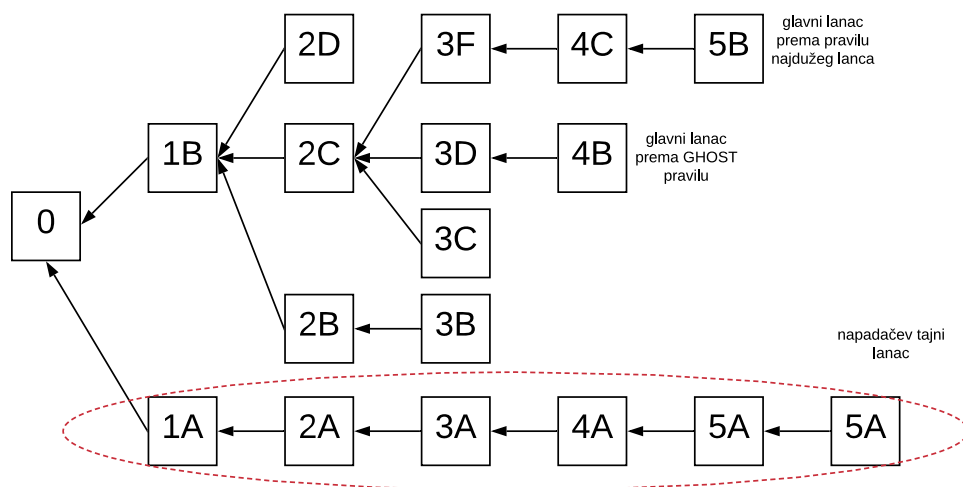 2D
3F
4C
5B
glavni lanac
prema pravilu
najdužeg lanca
1B
2C
3D
4B
glavni lanac
prema GHOST
pravilu
0
3C
2B
3B
napadačev tajni
lanac
1A
2A
3A
4A
5A
5A